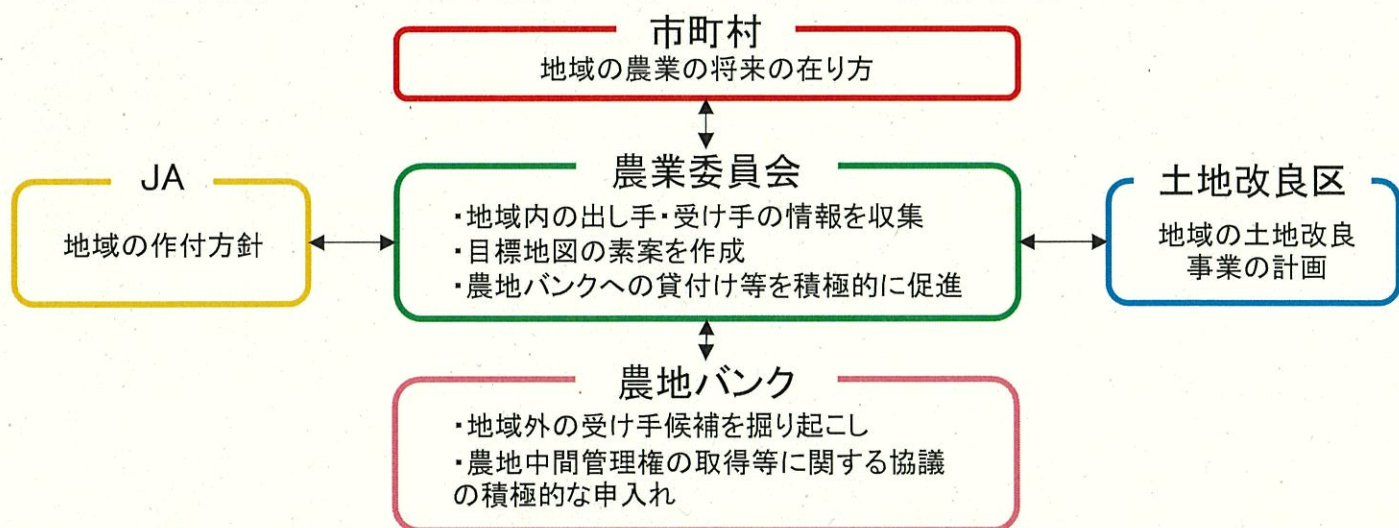 市町村
地域の農業の将来の在り方
JA
地域の作付方針
農業委員会
・地域内の出し手・受け手の情報を収集
・目標地図の素案を作成
・農地バンクへの貸付け等を積極的に促進
土地改良区
地域の土地改良
事業の計画
農地バンク
・地域外の受け手候補を掘り起こし
・農地中間管理権の取得等に関する協議
の積極的な申入れ